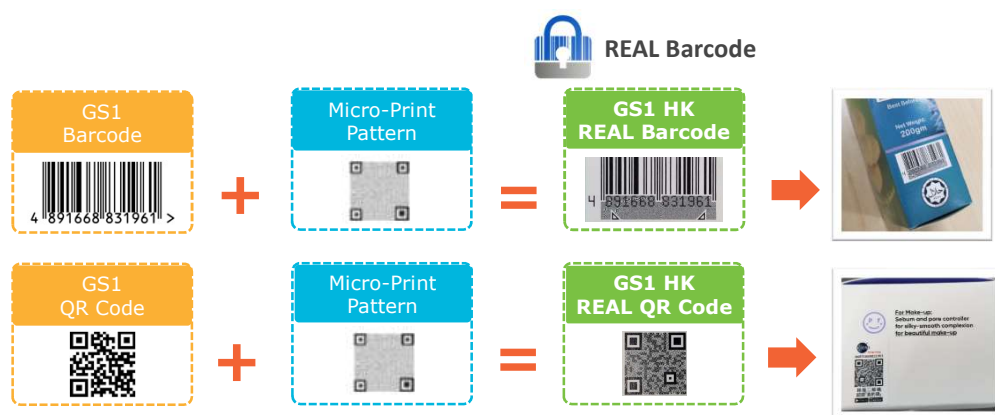 REAL Barcode
GS1
Barcode
4 891668 831961 >
Micro-Print
Pattern
GS1 HK
REAL Barcode
4 891668 831961
Net Weight:
200gm
GS1
QR Code
Micro-Print
Pattern
GS1 HK
REAL QR Code
For Make-up:
Sebum and pore controller
for silky-smooth complexion
for beautiful make-up